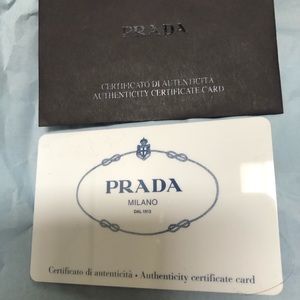 PRADA
CERTIFICATO DI AUTENTICITÀ
AUTHENTICITY CERTIFICATE CARD
PRADA
MILANO
DAL 1913
Certificato di autenticità • Authenticity certificate card